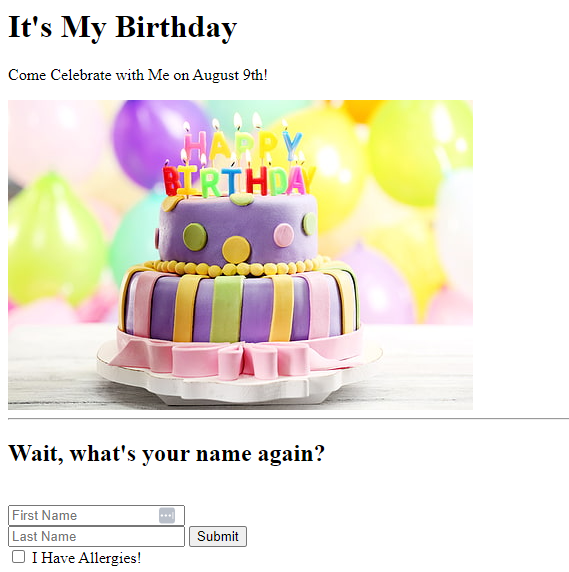 It's My Birthday
Come Celebrate with Me on August 9th!
HAPPY
BIRTHDAY
Wait, what's your name again?
First Name
Last Name Submit
I Have Allergies!